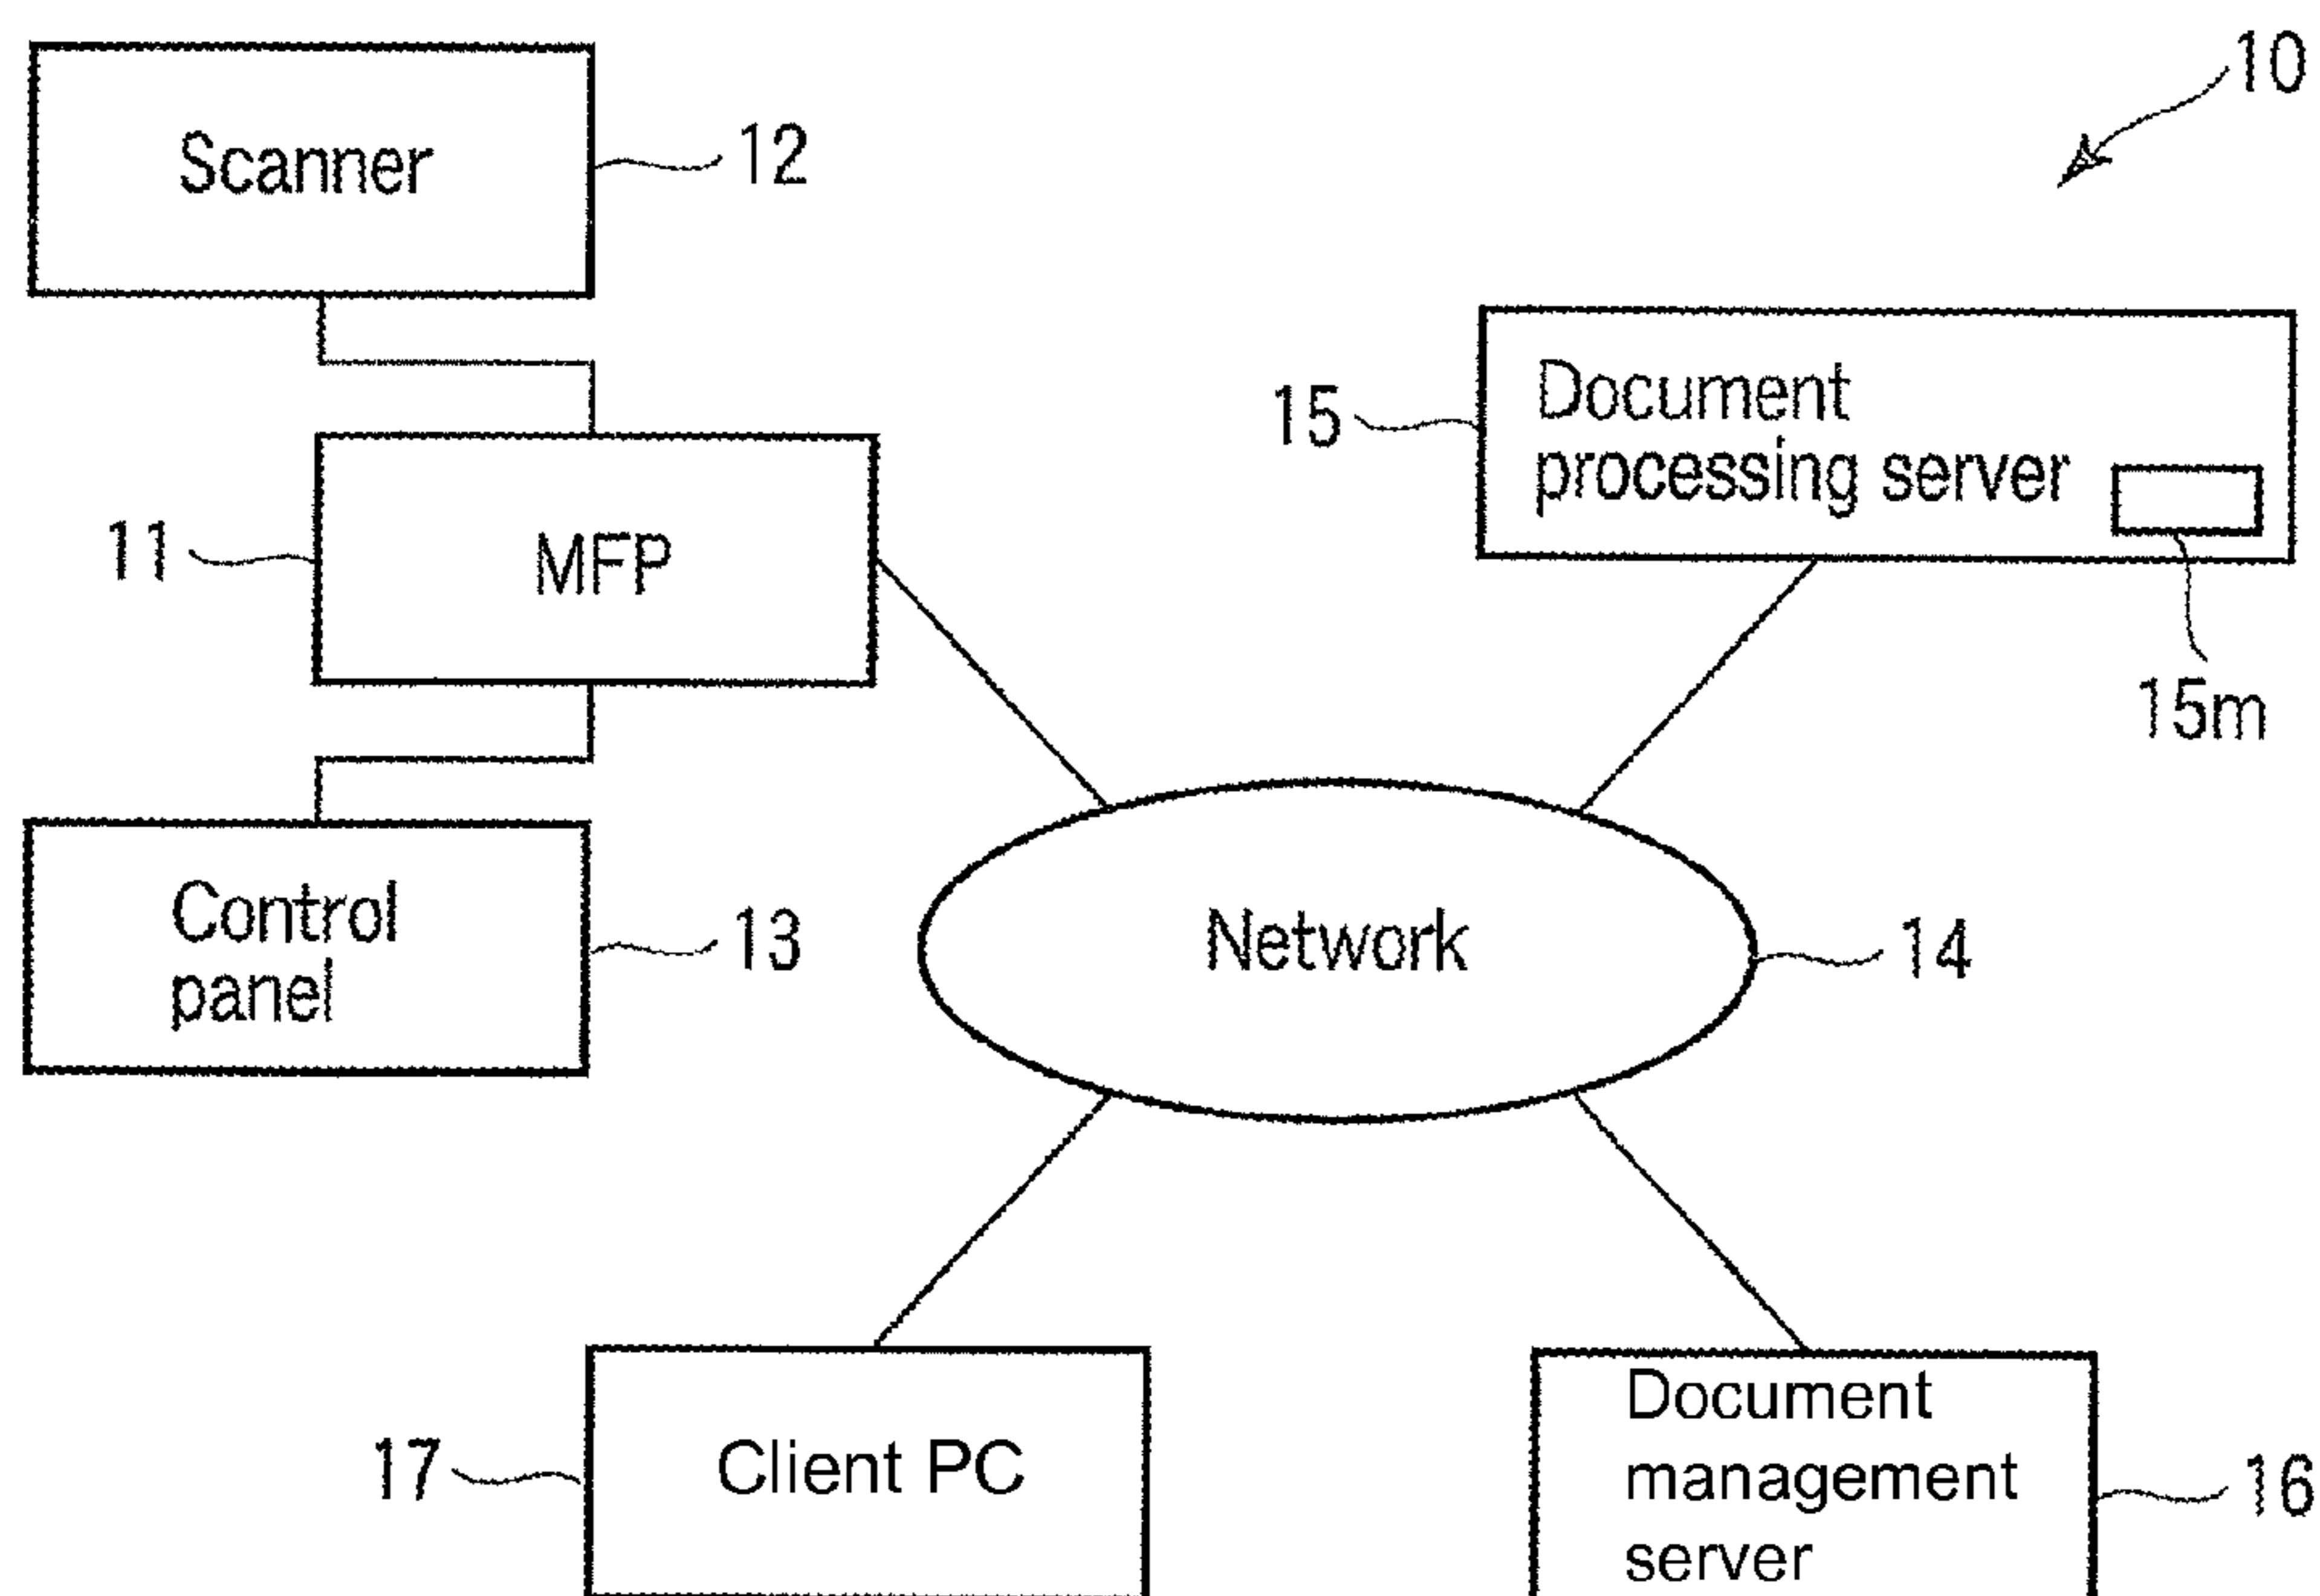 10
Scanner
12
Document
processing server
15
15m
MFP
11
Control
panel
13
Network
14
Client PC
17
Document
management
server
16